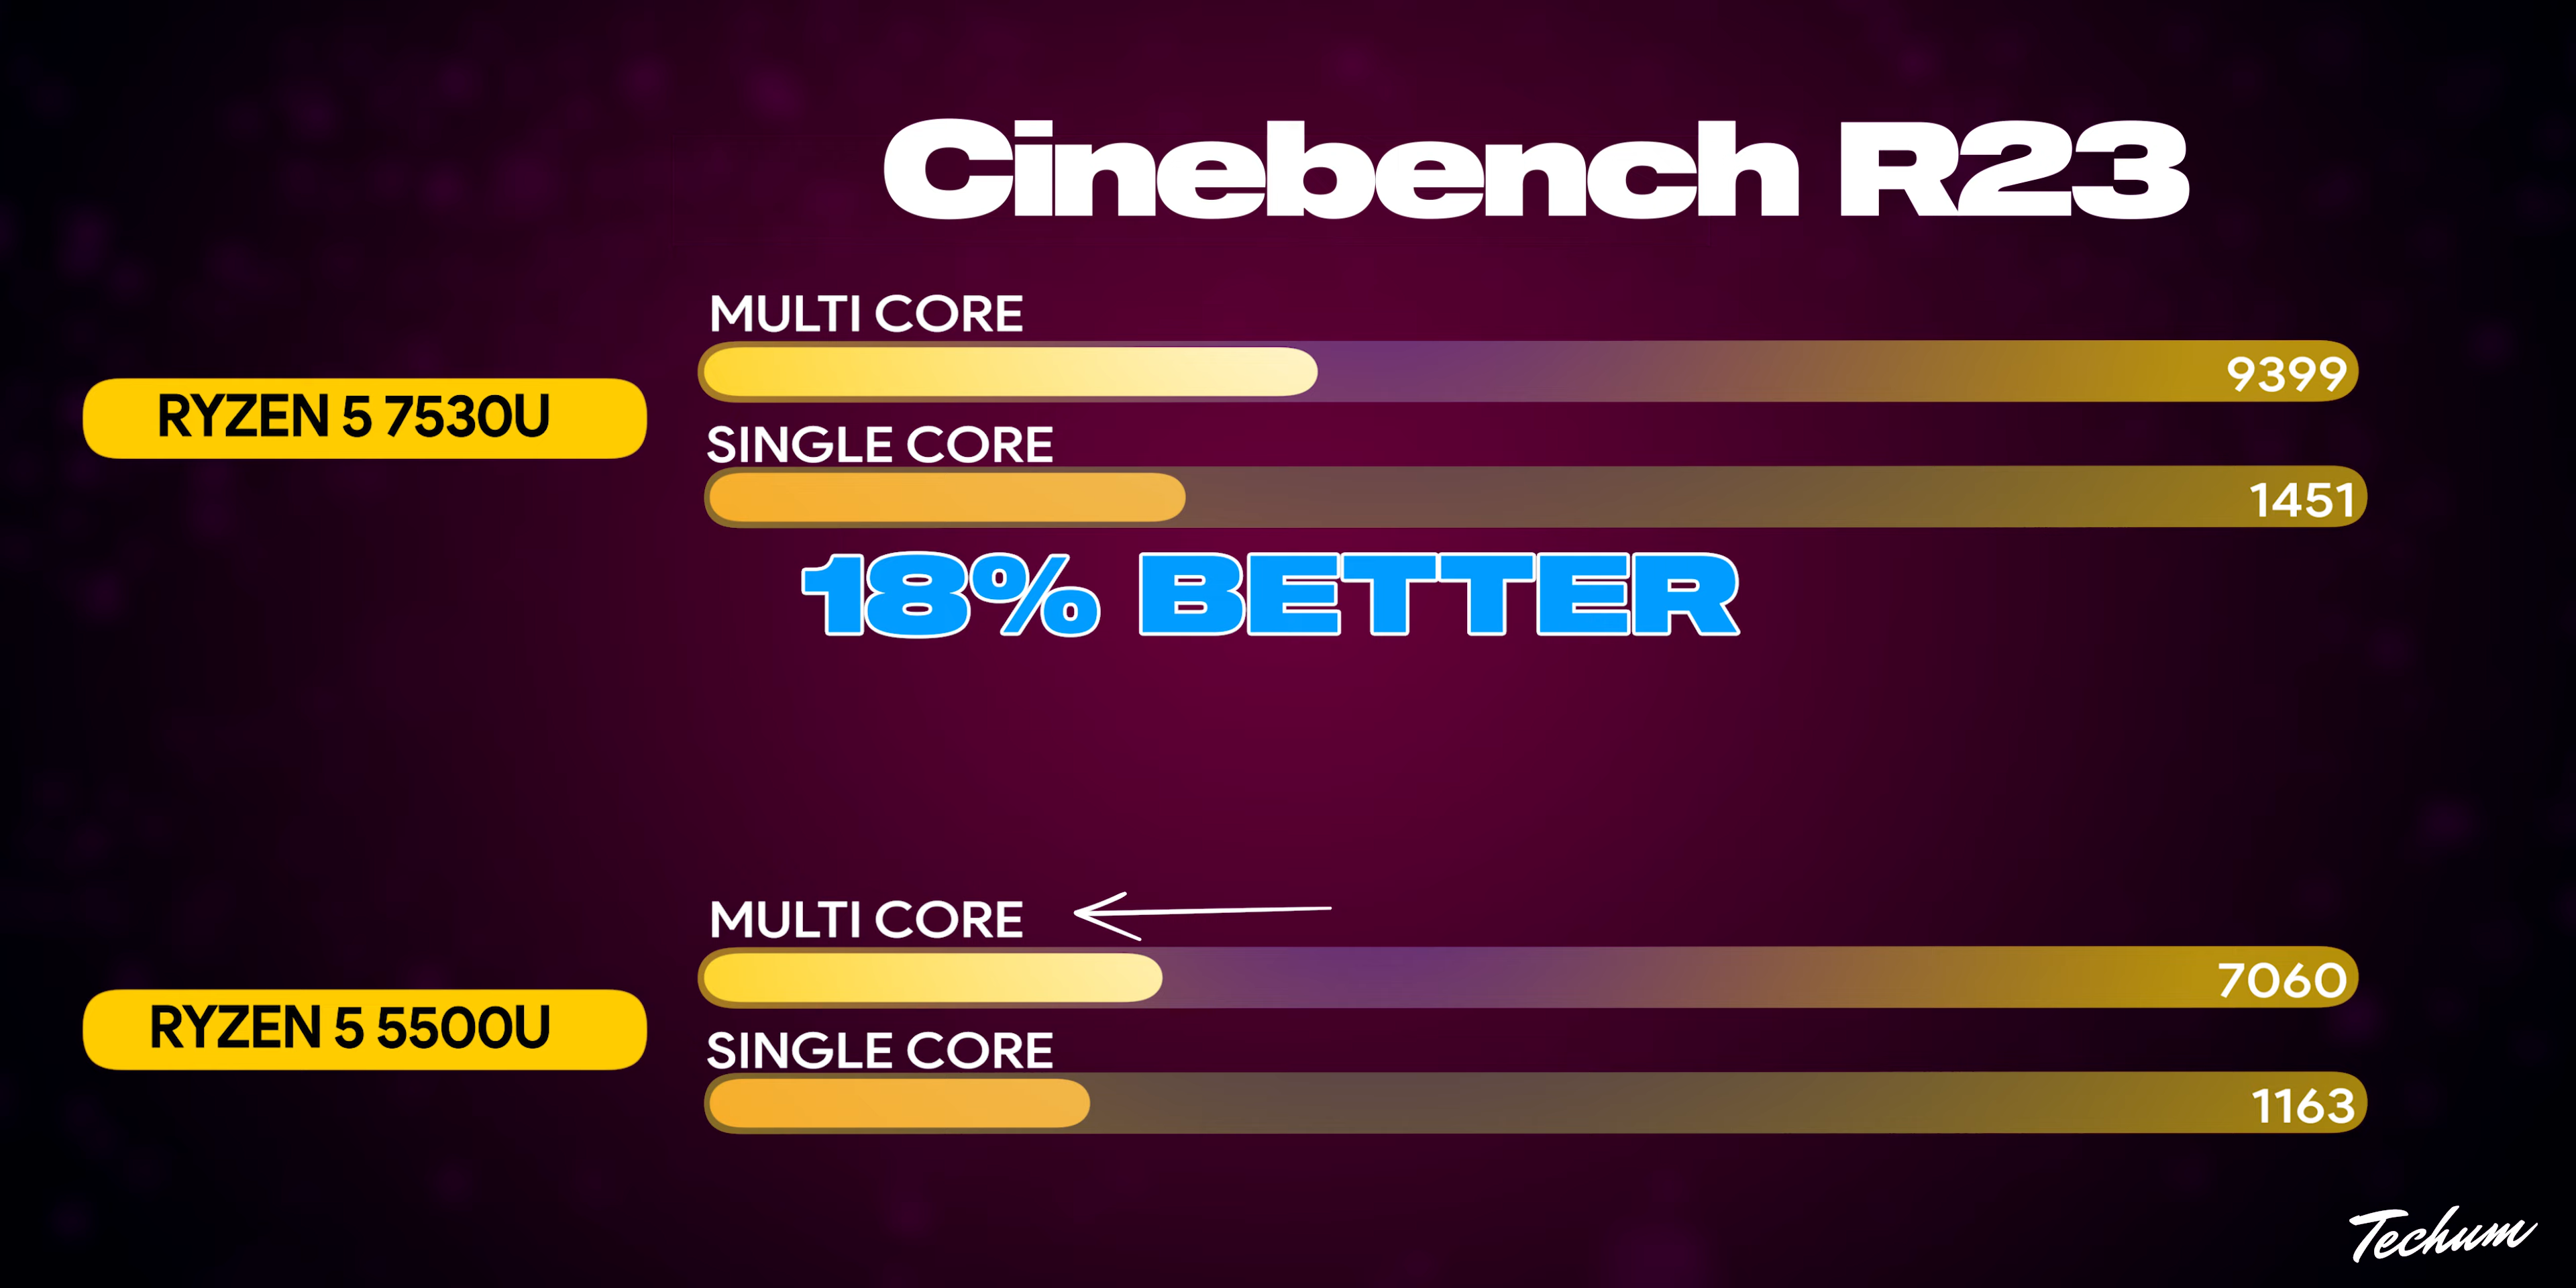 Cinebench R23
MULTI CORE
9399
RYZEN 5 7530U
SINGLE CORE
1451
18% BETTER
MULTI CORE
7060
RYZEN 5 5500U
SINGLE CORE
1163
Techum